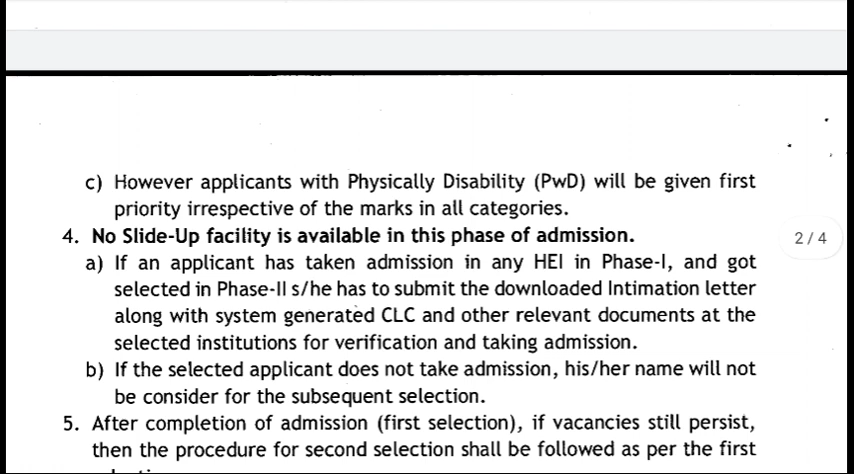 c) However applicants with Physically Disability (PwD) will be given first
priority irrespective of the marks in all categories.
4. No Slide-Up facility is available in this phase of admission.
2 / 4
a) If an applicant has taken admission in any HEI in Phase-I, and got
selected in Phase-II s/he has to submit the downloaded Intimation letter
along with system generated CLC and other relevant documents at the
selected institutions for verification and taking admission.
b) If the selected applicant does not take admission, his/her name will not
be consider for the subsequent selection.
5. After completion of admission (first selection), if vacancies still persist,
then the procedure for second selection shall be followed as per the first